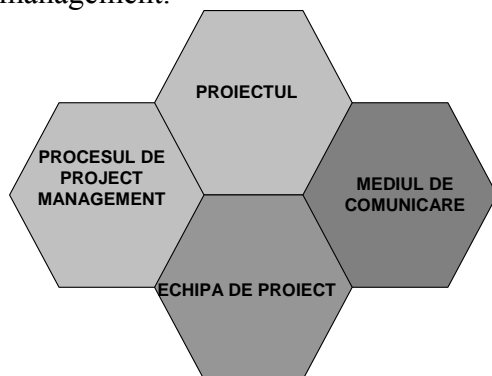 management.
PROIECTUL
PROCESUL DE
PROJECT
MANAGEMENT
MEDIUL DE
COMUNICARE
ECHIPA DE PROIECT